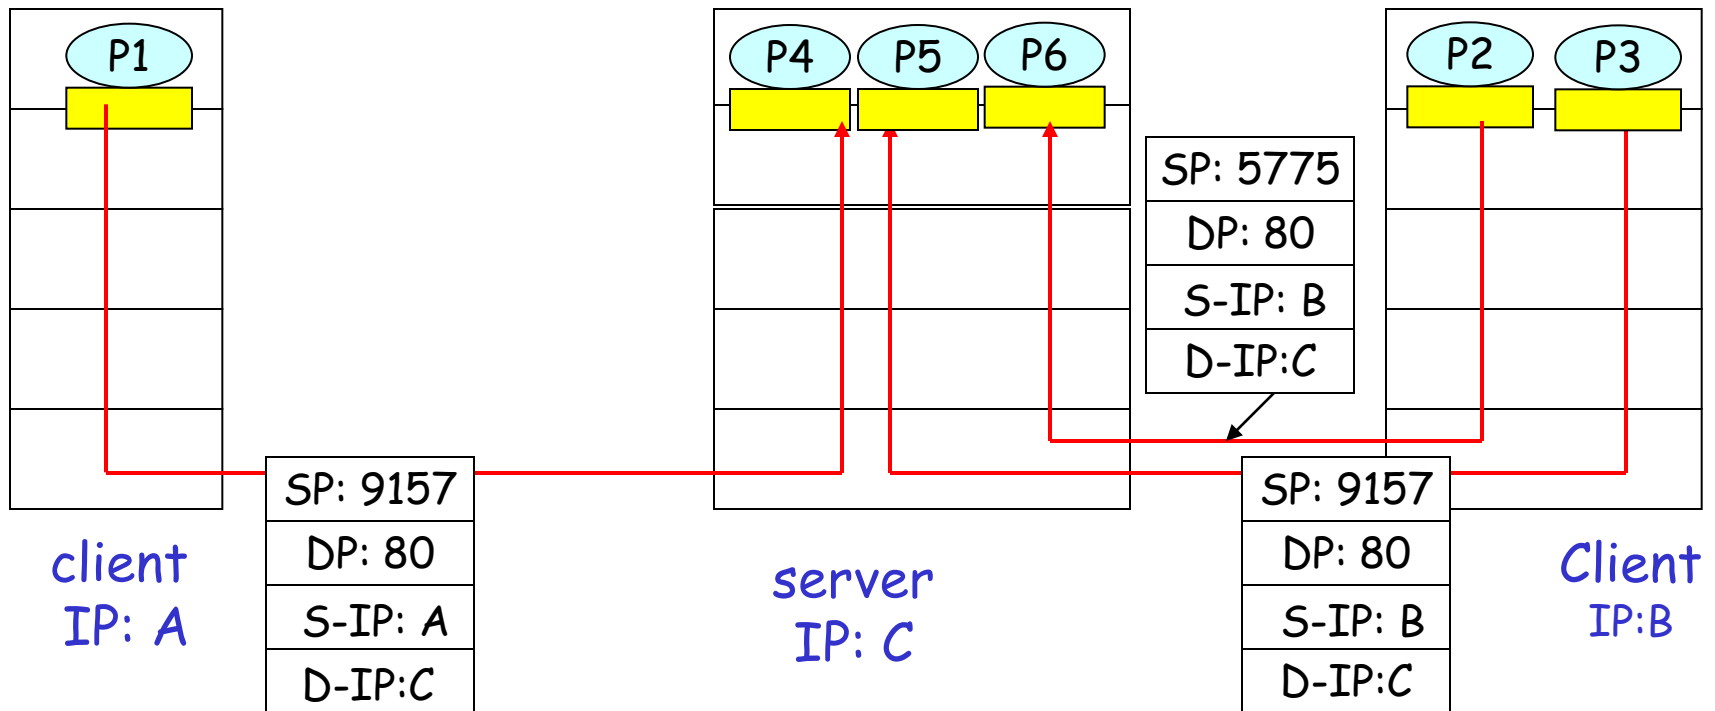 P1
P4
P5
P6
P2
P3
SP: 5775
DP: 80
S-IP: B
D-IP:C
SP: 9157
DP: 80
S-IP: A
D-IP:C
SP: 9157
DP: 80
S-IP: B
D-IP:C
client
IP: A
server
IP: C
Client
IP:B